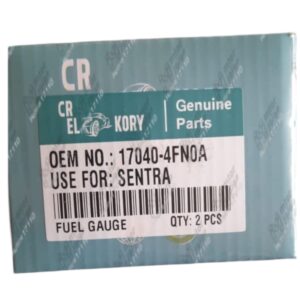 CR
CR
EL KORY
Genuine
Parts
OEM NO.: 17040-4FN0A
USE FOR: SENTRA
FUEL GAUGE QTY: 2 PCS